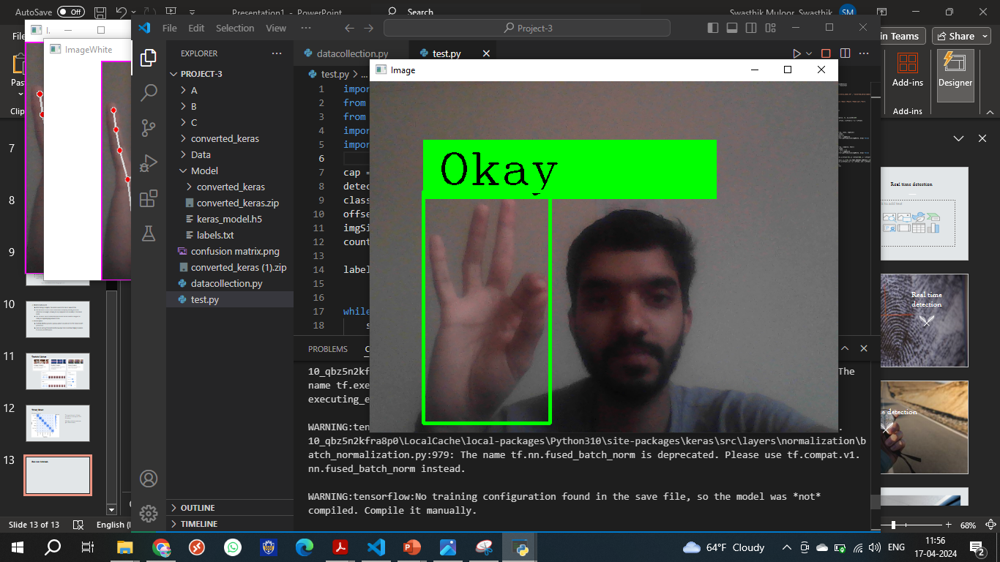 AutoSave Off
Presentation1 - PowerPoint
Search
Swasthik Muloor, Swasthik
SM
File
in Teams
Share
Past
Clip
Add-ins
Designer
Add-ins
ImageWhite
File Edit Selection View ...
Project-3
EXPLORER
PROJECT-3
A
B
C
converted_keras
Data
Model
converted_keras
converted_keras.zip
keras_model.h5
labels.txt
confusion matrix.png
converted_keras (1).zip
datacollection.py
test.py
OUTLINE
TIMELINE
datacollection.py
test.py
test.py > ...
1 impor
2 from
3 from
4 impor
5 impor
6
7 cap =
8 detec
9 class
10 offse
11 imgSi
12 count
13
14 label
15
16
17 while
18 s
Image
Okay
PROBLEMS
10_qbz5n2kf
The
name tf.exe
executing_e
WARNING:ten
10_qbz5n2kfra8p0\LocalCache\local-packages\Python310\site-packages\keras\src\layers\normalization\b
atch_normalization.py:979: The name tf.nn.fused_batch_norm is deprecated. Please use tf.compat.v1.
nn.fused_batch_norm instead.
WARNING:tensorflow:No training configuration found in the save file, so the model was *not*
compiled. Compile it manually.
7
8
9
10
11
12
13
Real time detection
Real time
detection
e detection
Slide 13 of 13
English (I
68%
64°F Cloudy
ENG
11:56
17-04-2024
2